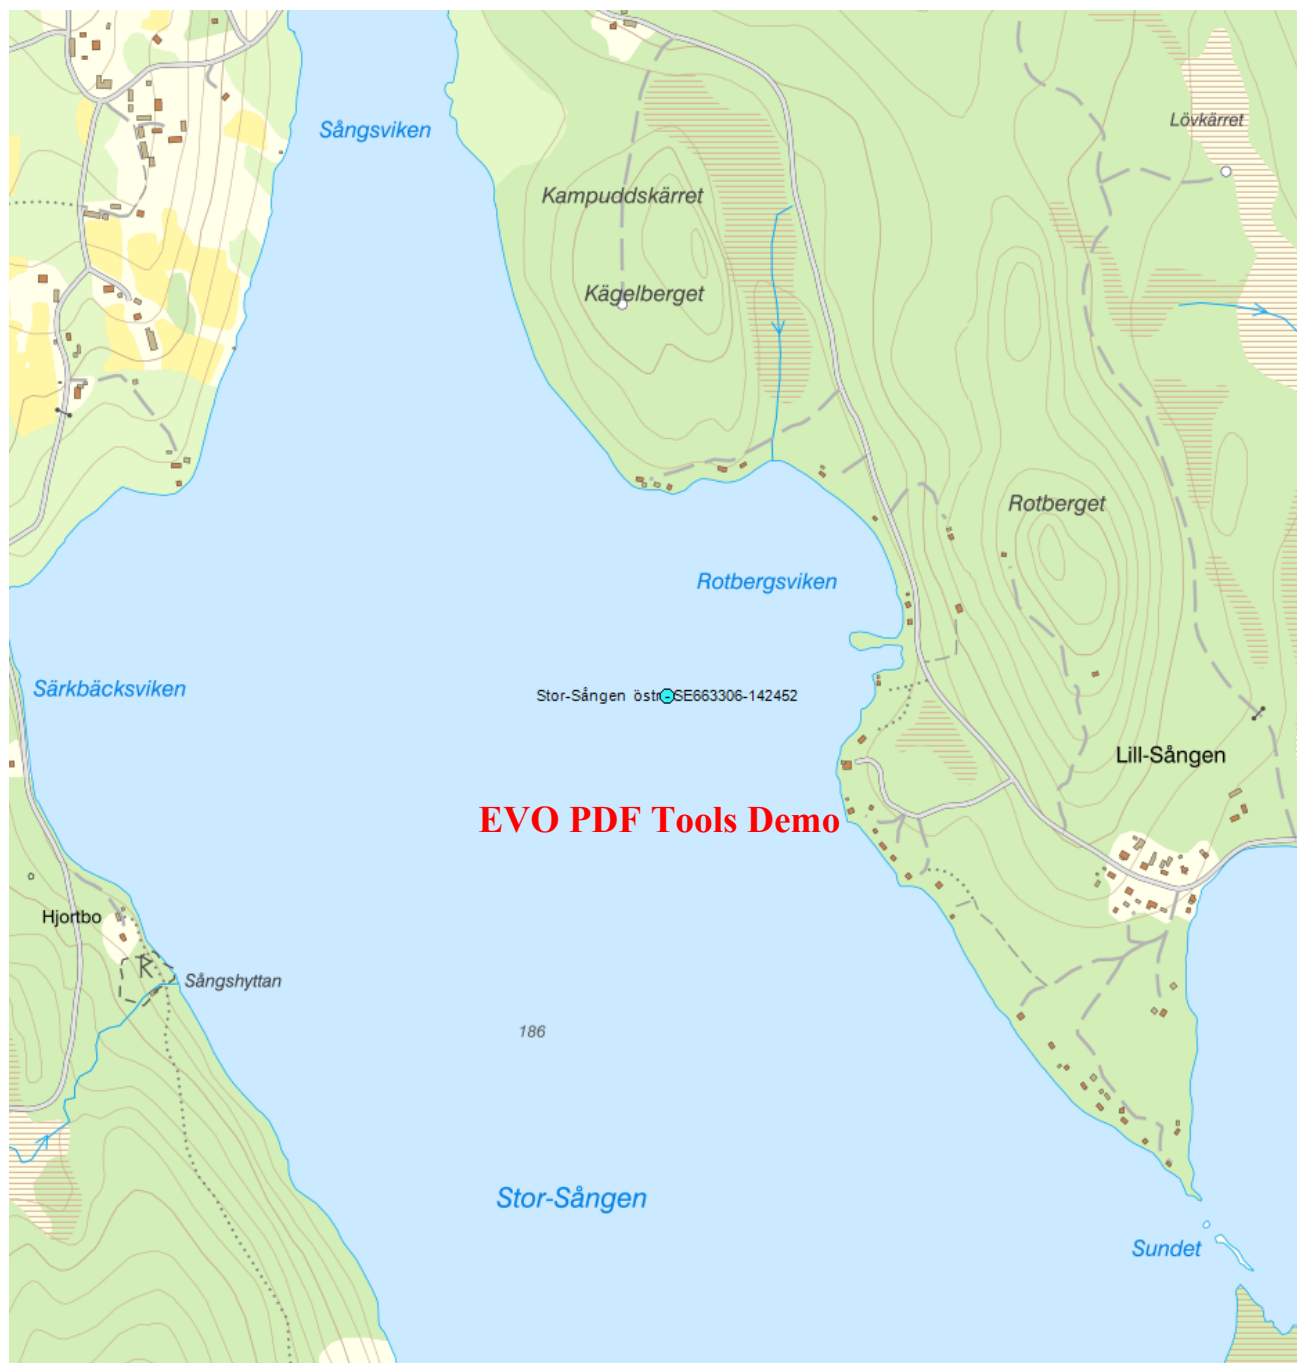 Lövkärret
Sångsviken
Kampuddskärret
Kägelberget
Rotberget
Rotbergsviken
Särkbäcksviken
Stor-Sången östr SE663306-142452
Lill-Sången
EVO PDF Tools Demo
Hjortbo
Sångshyttan
186
Stor-Sången
Sundet